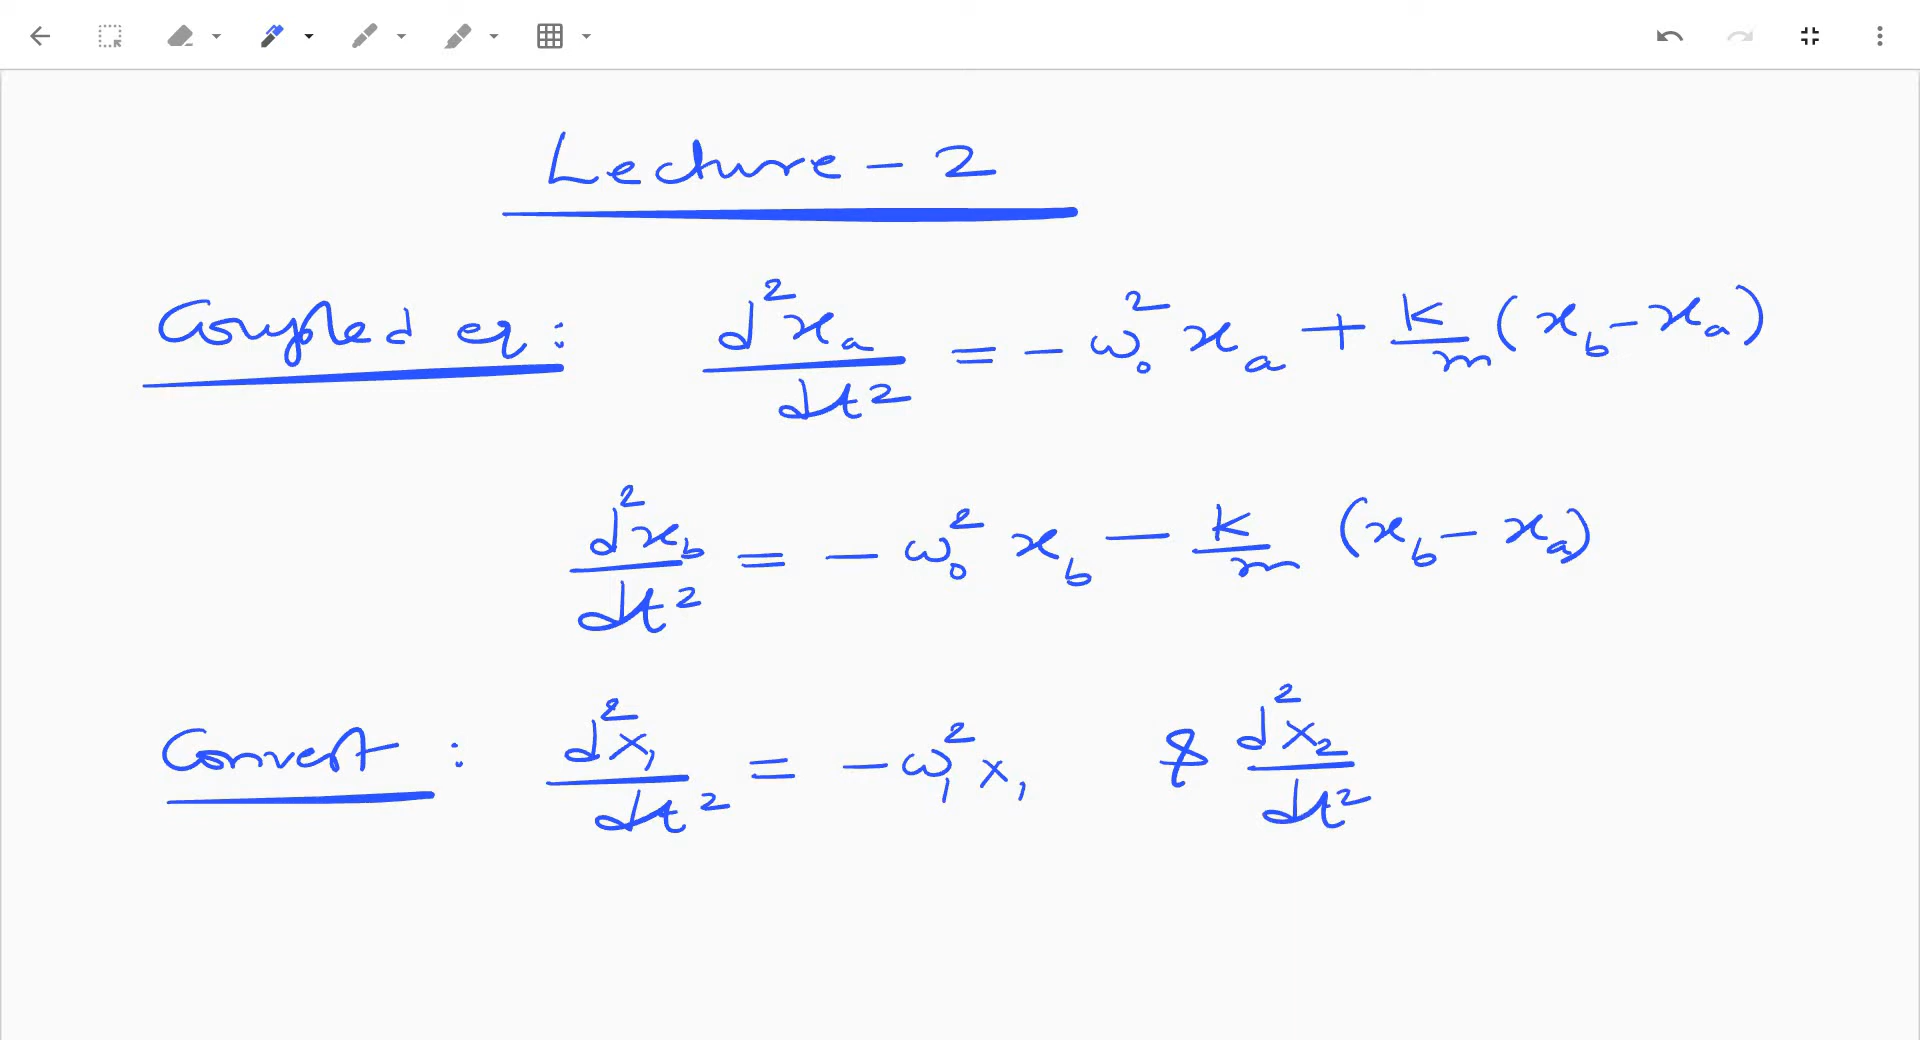 Lecture - 2
Coupled eq: d²xₐ/dt² = - ω₀² xₐ + k/m (x_b - xₐ)
d²x_b/dt² = - ω₀² x_b - k/m (x_b - xₐ)
Convert : d²x₁/dt² = - ω₁² x₁ & d²x₂/dt²